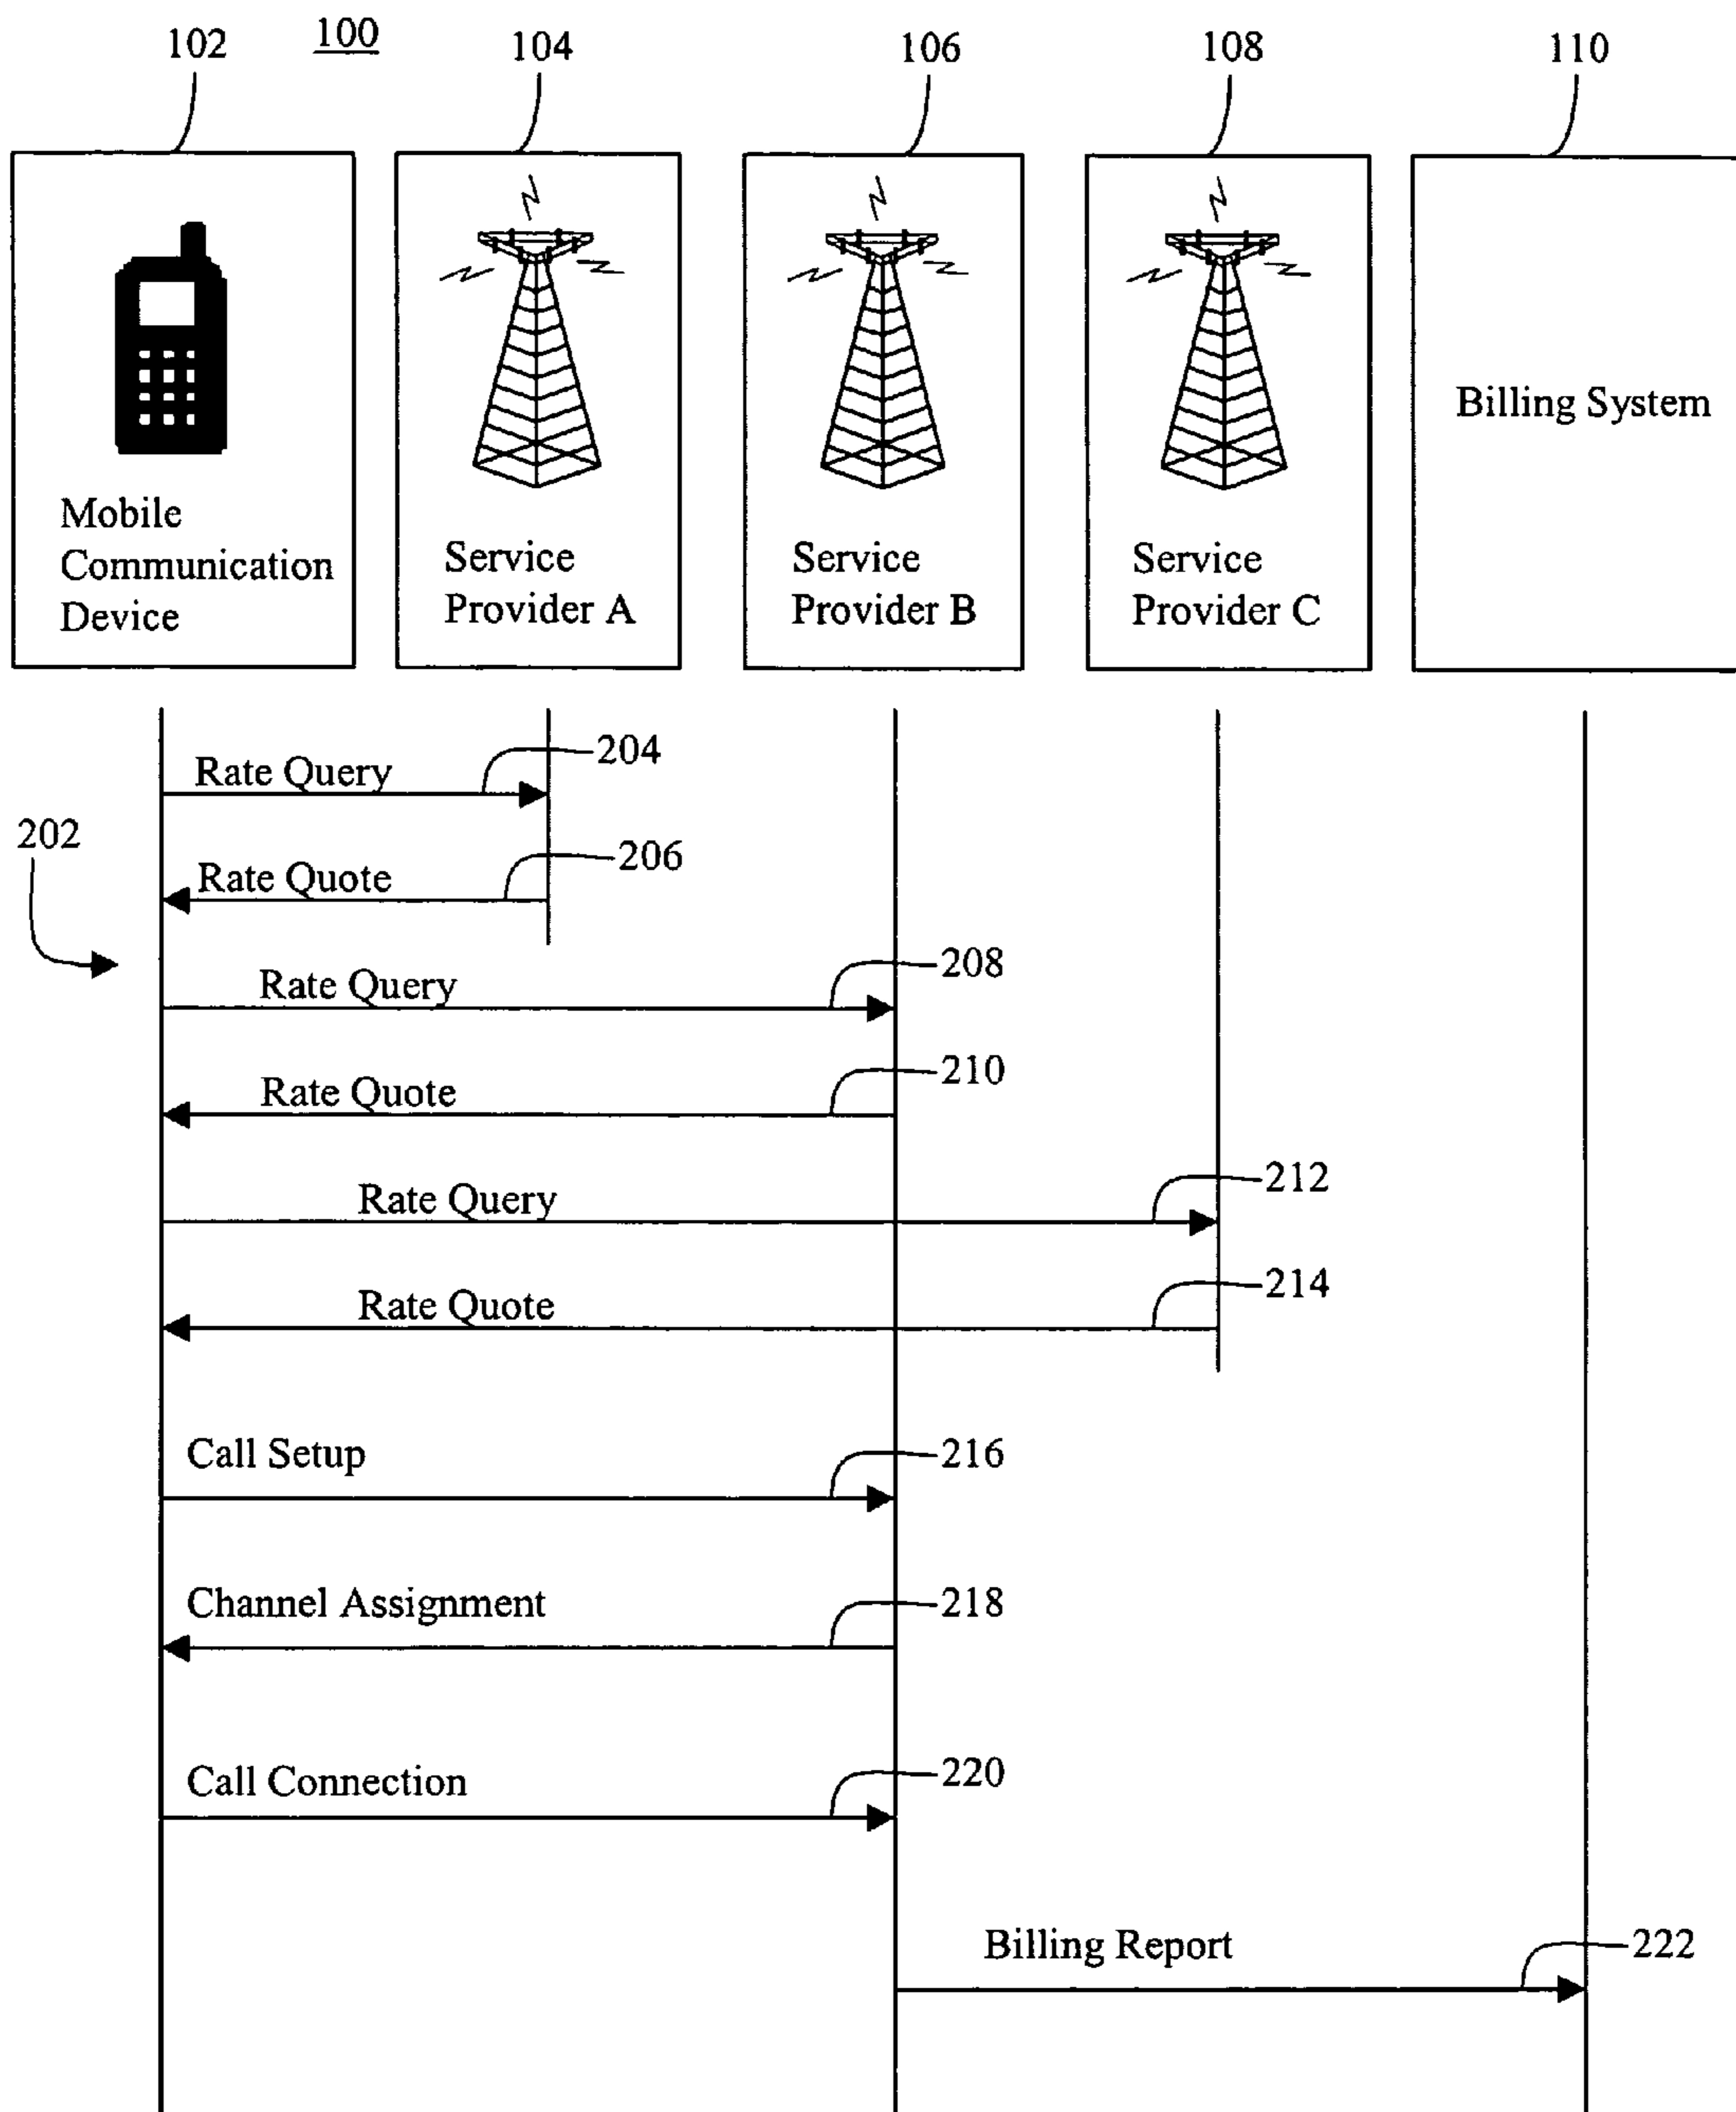 102
100
104
106
108
110
Mobile
Communication
Device
Service
Provider A
Service
Provider B
Service
Provider C
Billing System
Rate Query
204
202
Rate Quote
206
Rate Query
208
Rate Quote
210
Rate Query
212
Rate Quote
214
Call Setup
216
Channel Assignment
218
Call Connection
220
Billing Report
222